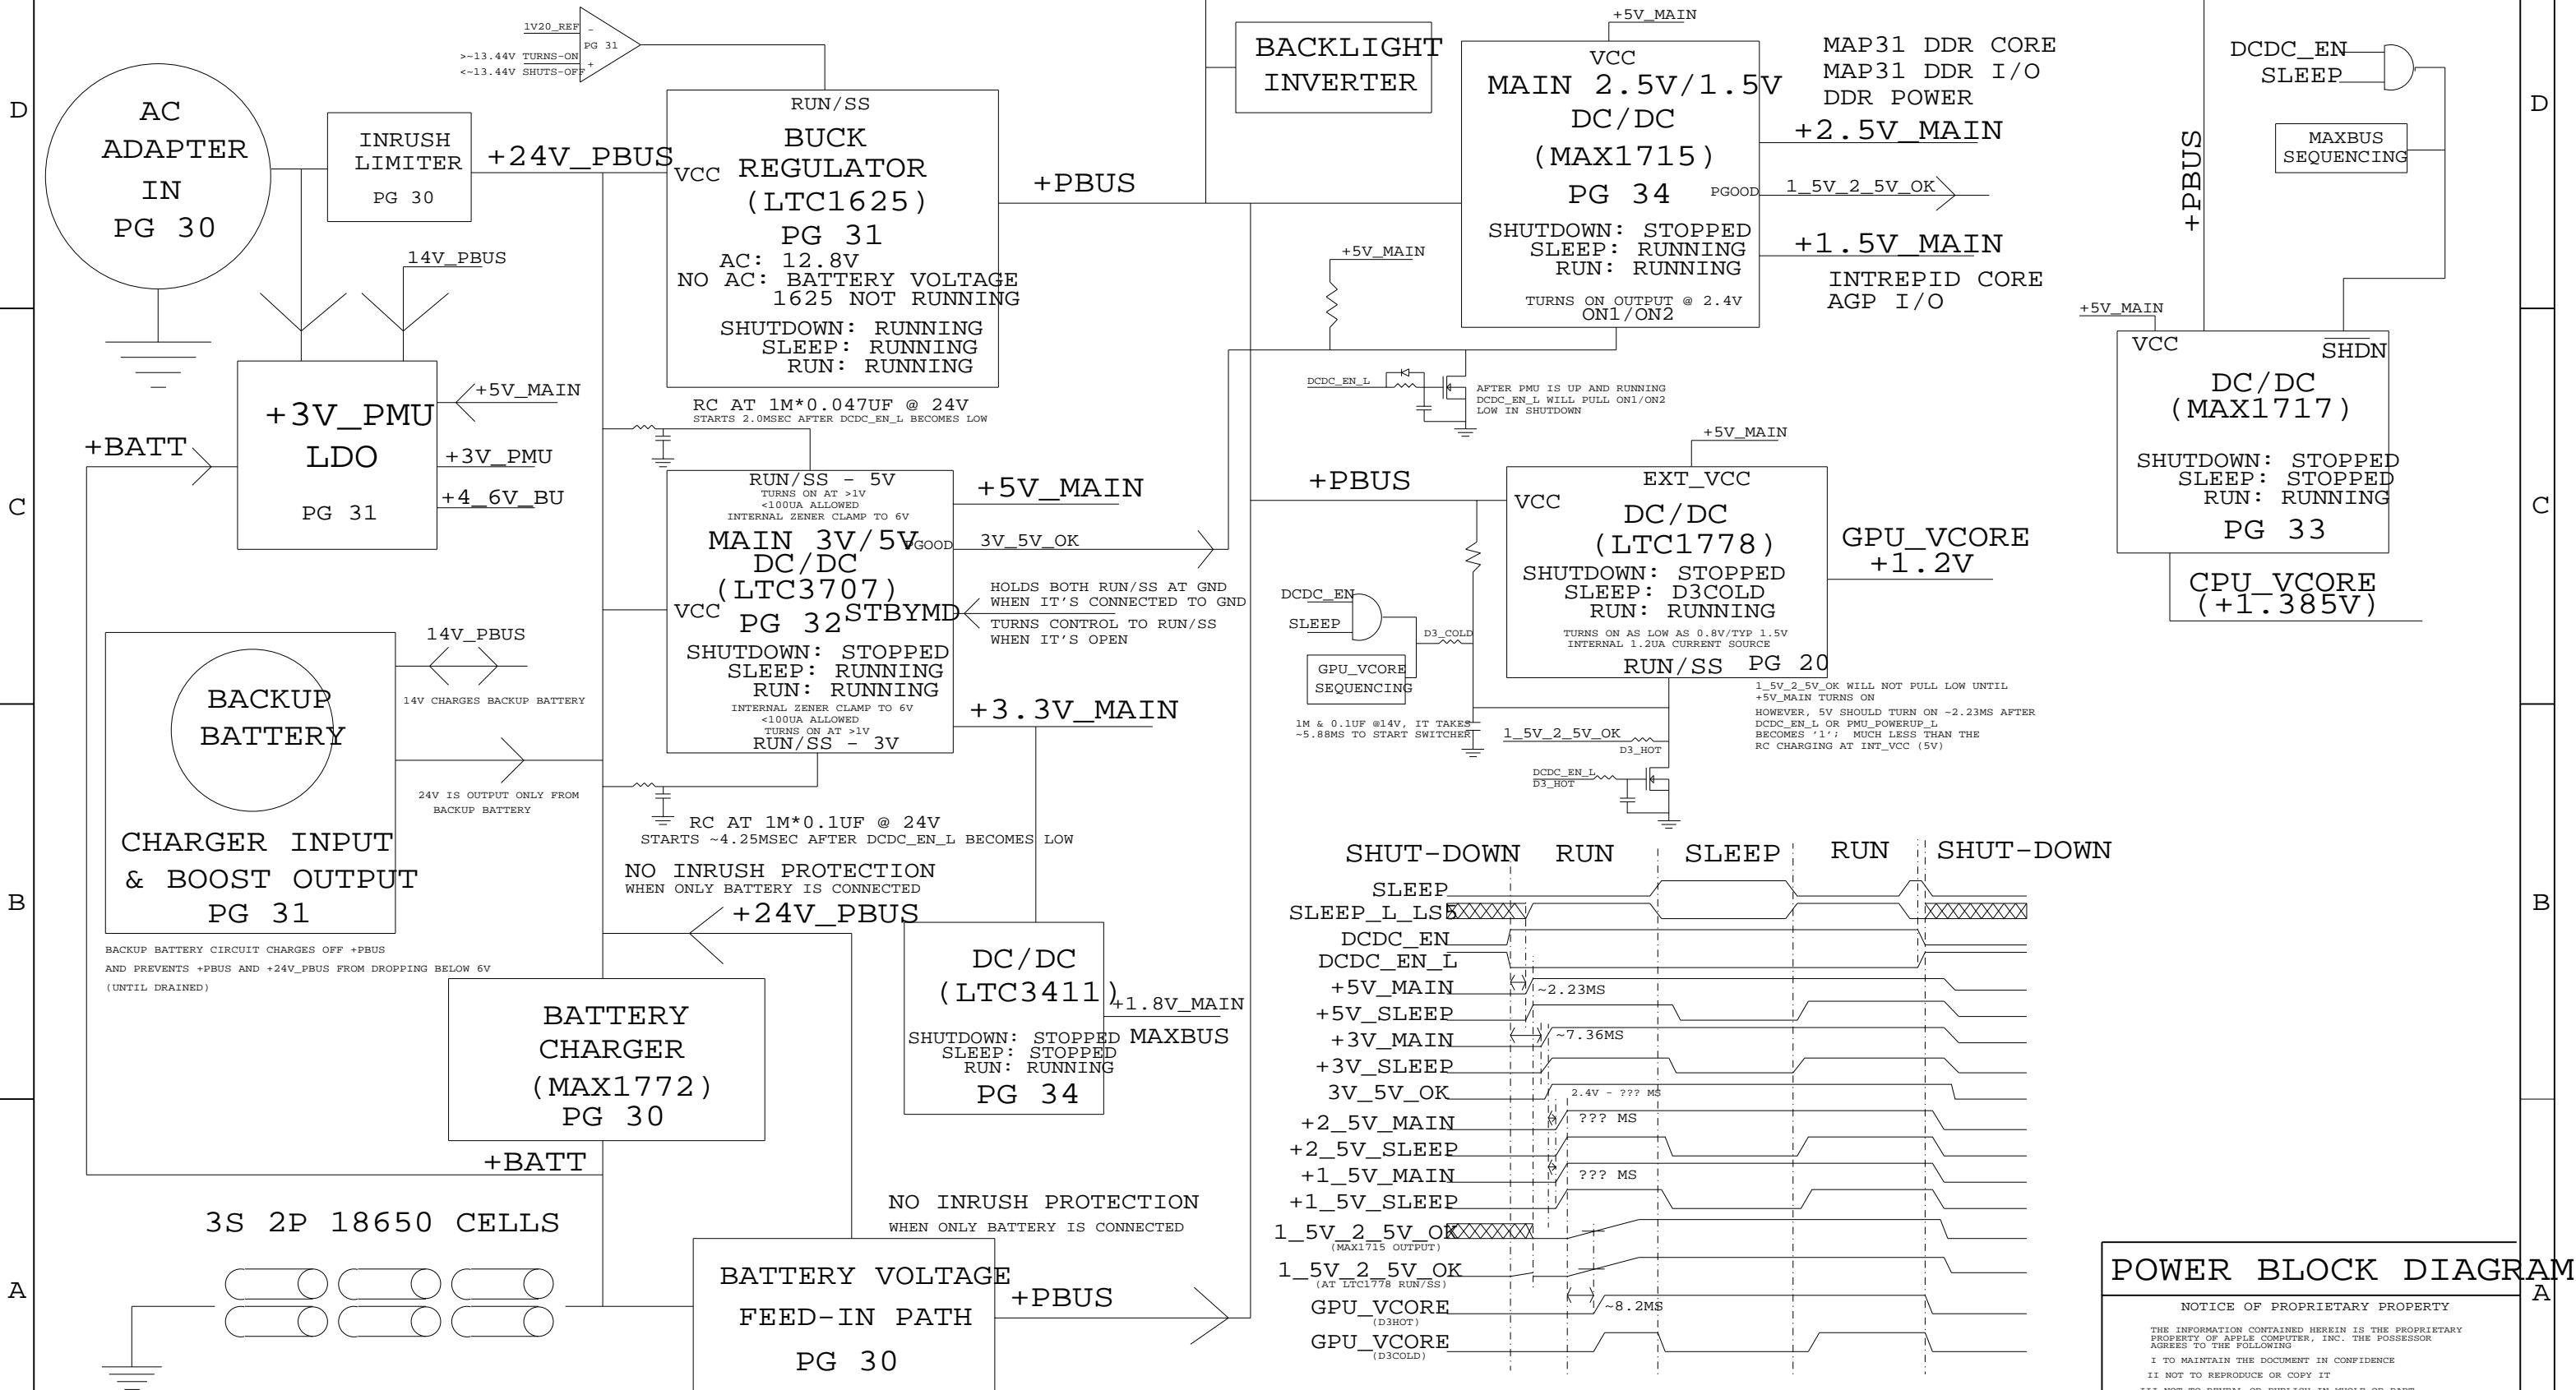 1V20_REF
-
PG 31
>~13.44V TURNS-ON
+
<~13.44V SHUTS-OFF
D
AC
ADAPTER
IN
PG 30
INRUSH
LIMITER
PG 30
+24V_PBUS
RUN/SS
BUCK
REGULATOR
VCC
(LTC1625)
PG 31
AC: 12.8V
NO AC: BATTERY VOLTAGE
1625 NOT RUNNING
SHUTDOWN: RUNNING
SLEEP: RUNNING
RUN: RUNNING
+PBUS
BACKLIGHT
INVERTER
+5V_MAIN
VCC
MAIN 2.5V/1.5V
DC/DC
(MAX1715)
PG 34
PGOOD
SHUTDOWN: STOPPED
SLEEP: RUNNING
RUN: RUNNING
TURNS ON OUTPUT @ 2.4V
ON1/ON2
MAP31 DDR CORE
MAP31 DDR I/O
DDR POWER
+2.5V_MAIN
1_5V_2_5V_OK
+1.5V_MAIN
INTREPID CORE
AGP I/O
+PBUS
DCDC_EN
SLEEP
MAXBUS
SEQUENCING
D
14V_PBUS
+5V_MAIN
+3V_PMU
LDO
PG 31
+BATT
+5V_MAIN
+3V_PMU
+4_6V_BU
RC AT 1M*0.047UF @ 24V
STARTS 2.0MSEC AFTER DCDC_EN_L BECOMES LOW
DCDC_EN_L
AFTER PMU IS UP AND RUNNING
DCDC_EN_L WILL PULL ON1/ON2
LOW IN SHUTDOWN
+5V_MAIN
VCC
SHDN
DC/DC
(MAX1717)
SHUTDOWN: STOPPED
SLEEP: STOPPED
RUN: RUNNING
PG 33
CPU_VCORE
(+1.385V)
C
RUN/SS - 5V
TURNS ON AT >1V
<100UA ALLOWED
INTERNAL ZENER CLAMP TO 6V
MAIN 3V/5V
PGOOD
DC/DC
(LTC3707)
VCC
STBYMD
PG 32
SHUTDOWN: STOPPED
SLEEP: RUNNING
RUN: RUNNING
INTERNAL ZENER CLAMP TO 6V
<100UA ALLOWED
TURNS ON AT >1V
RUN/SS - 3V
+5V_MAIN
3V_5V_OK
HOLDS BOTH RUN/SS AT GND
WHEN IT'S CONNECTED TO GND
TURNS CONTROL TO RUN/SS
WHEN IT'S OPEN
+3.3V_MAIN
+PBUS
+5V_MAIN
EXT_VCC
VCC
DC/DC
(LTC1778)
SHUTDOWN: STOPPED
SLEEP: D3COLD
RUN: RUNNING
TURNS ON AS LOW AS 0.8V/TYP 1.5V
INTERNAL 1.2UA CURRENT SOURCE
RUN/SS PG 20
GPU_VCORE
+1.2V
C
DCDC_EN
SLEEP
D3_COLD
GPU_VCORE
SEQUENCING
1M & 0.1UF @14V, IT TAKES
~5.88MS TO START SWITCHER
1_5V_2_5V_OK
D3_HOT
DCDC_EN_L
D3_HOT
1_5V_2_5V_OK WILL NOT PULL LOW UNTIL
+5V_MAIN TURNS ON
HOWEVER, 5V SHOULD TURN ON ~2.23MS AFTER
DCDC_EN_L OR PMU_POWERUP_L
BECOMES '1'; MUCH LESS THAN THE
RC CHARGING AT INT_VCC (5V)
14V_PBUS
14V CHARGES BACKUP BATTERY
BACKUP
BATTERY
24V IS OUTPUT ONLY FROM
BACKUP BATTERY
CHARGER INPUT
& BOOST OUTPUT
PG 31
BACKUP BATTERY CIRCUIT CHARGES OFF +PBUS
AND PREVENTS +PBUS AND +24V_PBUS FROM DROPPING BELOW 6V
(UNTIL DRAINED)
B
RC AT 1M*0.1UF @ 24V
STARTS ~4.25MSEC AFTER DCDC_EN_L BECOMES LOW
NO INRUSH PROTECTION
WHEN ONLY BATTERY IS CONNECTED
+24V_PBUS
BATTERY
CHARGER
(MAX1772)
PG 30
DC/DC
(LTC3411)
SHUTDOWN: STOPPED
SLEEP: STOPPED
RUN: RUNNING
PG 34
+1.8V_MAIN
MAXBUS
SHUT-DOWN RUN SLEEP RUN SHUT-DOWN
SLEEP
SLEEP_L_LS5
DCDC_EN
DCDC_EN_L
+5V_MAIN
~2.23MS
+5V_SLEEP
+3V_MAIN
~7.36MS
+3V_SLEEP
3V_5V_OK
2.4V - ??? MS
+2_5V_MAIN
??? MS
+2_5V_SLEEP
+1_5V_MAIN
??? MS
+1_5V_SLEEP
1_5V_2_5V_OK
(MAX1715 OUTPUT)
1_5V_2_5V_OK
(AT LTC1778 RUN/SS)
GPU_VCORE
(D3HOT)
~8.2MS
GPU_VCORE
(D3COLD)
B
+BATT
3S 2P 18650 CELLS
A
NO INRUSH PROTECTION
WHEN ONLY BATTERY IS CONNECTED
BATTERY VOLTAGE
FEED-IN PATH
PG 30
+PBUS
POWER BLOCK DIAGRAM
A
NOTICE OF PROPRIETARY PROPERTY
THE INFORMATION CONTAINED HEREIN IS THE PROPRIETARY
PROPERTY OF APPLE COMPUTER, INC. THE POSSESSOR
AGREES TO THE FOLLOWING
I TO MAINTAIN THE DOCUMENT IN CONFIDENCE
II NOT TO REPRODUCE OR COPY IT
III NOT TO REVEAL OR PUBLISH IN WHOLE OR PART